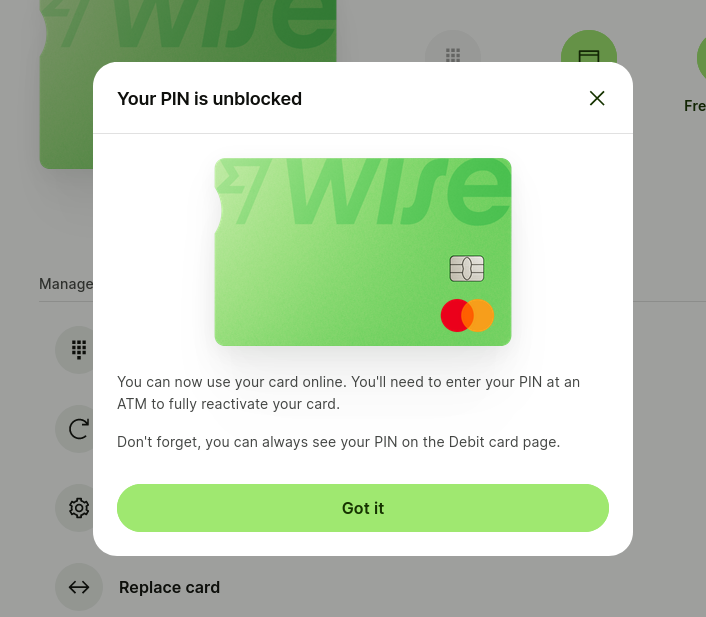 wise
Fre
Your PIN is unblocked
wise
Manage
You can now use your card online. You'll need to enter your PIN at an
ATM to fully reactivate your card.
Don't forget, you can always see your PIN on the Debit card page.
Got it
Replace card